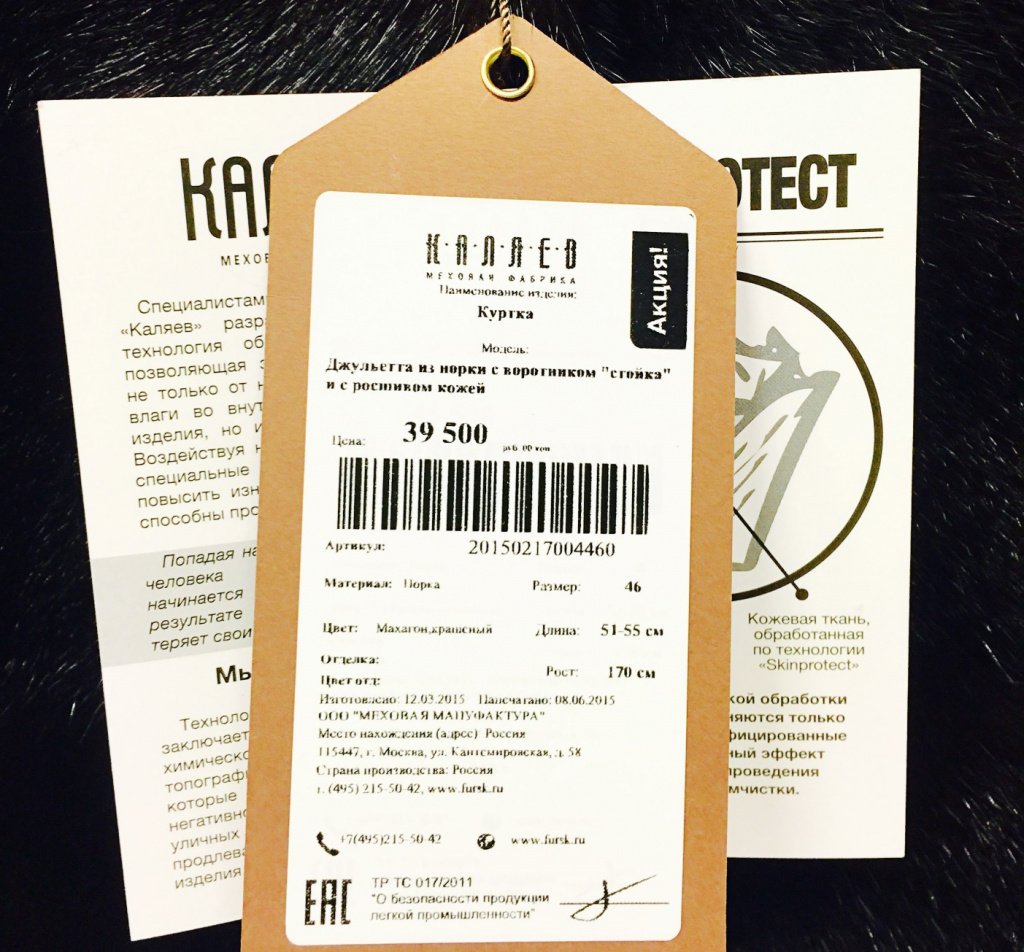 КАЛ
МЕХОВ
Специалистам
«Каляев» разр
технология об
позволяющая
не только от
влаги во внут
изделия, но и
Воздействуя н
специальные
повысить изн
способны про
Попадая на
человека
начинается
результате
теряет свои
Мы
Техноло
заключает
химическо
топограф
которые
негативно
уличных
продлева
изделия
КАЛЯЕВ
МЕХОВАЯ ФАБРИКА
Акция!
Наименование изделия:
Куртка
Модель:
Джульетта из норки с воротником "стойка"
и с росшивом кожей
Цена: 39 500 руб. 00 коп
Артикул: 20150217004460
Материал: Норка Размер: 46
Цвет: Махагон,крашеный Длина: 51-55 см
Отделка:
Рост: 170 см
Цвет отд:
Изготовлено: 12.03.2015 Напечатано: 08.06.2015
ООО "МЕХОВАЯ МАНУФАКТУРА"
Место нахождения (адрес) Россия
115447, г. Москва, ул. Кантемировская, д. 58
Страна производства: Россия
т. (495) 215-50-42, www.fursk.ru
+7(495)215-50-42 www.fursk.ru
EAC
ТР ТС 017/2011
"О безопасности продукции
легкой промышленности"
ОТЕСТ
Кожевая ткань,
обработанная
по технологии
«Skinprotect»
кой обработки
няются только
фицированные
ный эффект
проведения
мчистки.